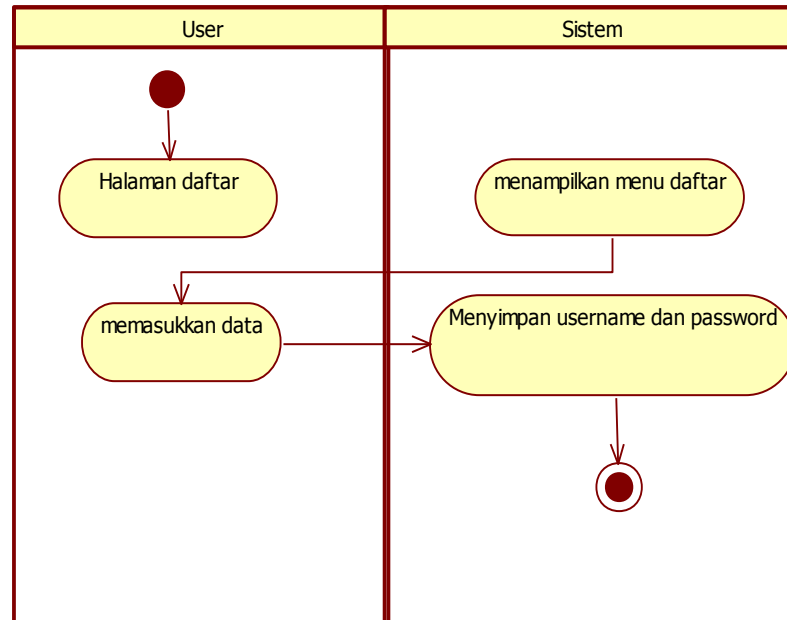 User
Sistem
Halaman daftar
menampilkan menu daftar
memasukkan data
Menyimpan username dan password